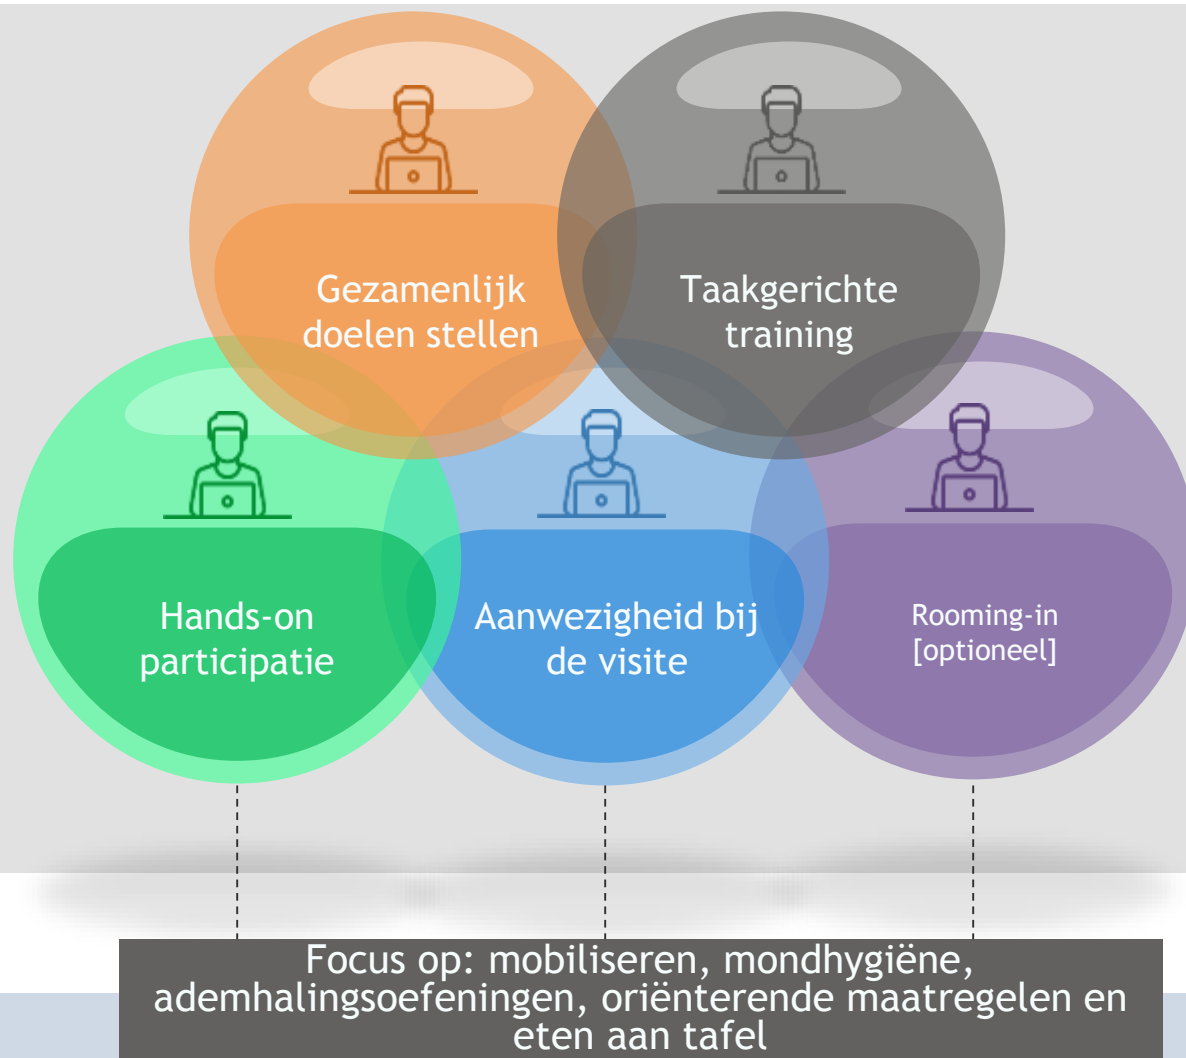 Gezamenlijk
doelen stellen
Taakgerichte
training
Hands-on
participatie
Aanwezigheid bij
de visite
Rooming-in
[optioneel]
Focus op: mobiliseren, mondhygiëne,
ademhalingsoefeningen, oriënterende maatregelen en
eten aan tafel